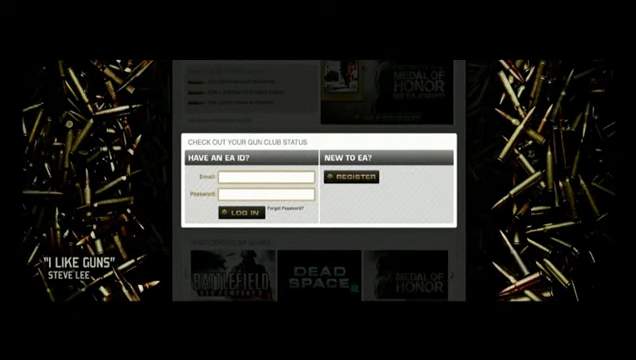 MEDAL OF
HONOR
CHECK OUT YOUR GUN CLUB STATUS
HAVE AN EA ID?
NEW TO EA?
Email:
REGISTER
Password:
LOG IN
Forgot Password?
"I LIKE GUNS"
STEVE LEE
BATTLEFIELD
BAD COMPANY 2
DEAD
SPACE
MEDAL OF
HONOR